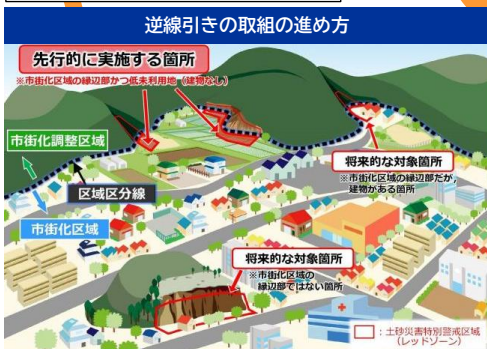 逆線引きの取組の進め方
先行的に実施する箇所
※市街化区域の縁辺部かつ低未利用地（建物なし）
市街化調整区域
将来的な対象箇所
※市街化区域の縁辺部だが、
建物がある箇所
区域区分線
市街化区域
将来的な対象箇所
※市街化区域の
縁辺部ではない箇所
：土砂災害特別警戒区域
（レッドゾーン）